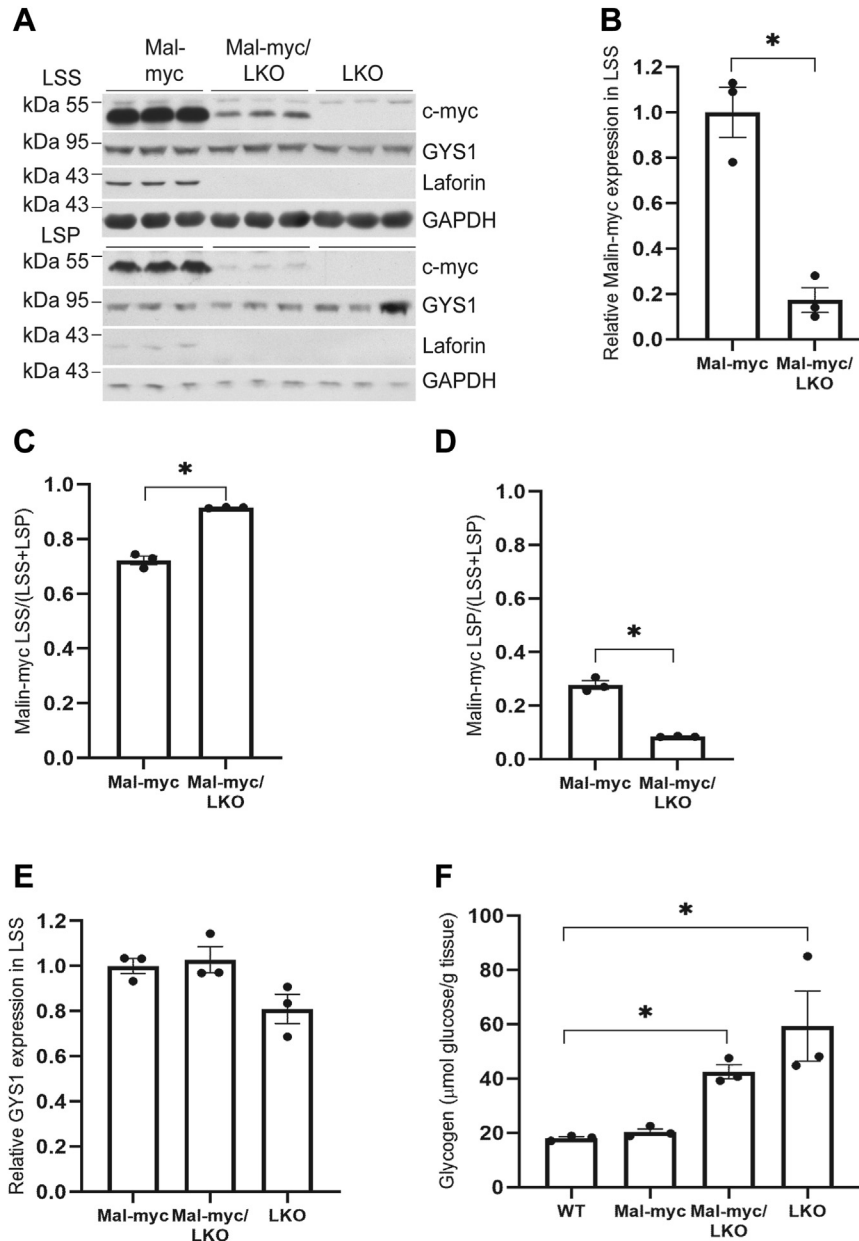 A
Mal-
myc
Mal-myc/
LKO
LKO
LSS
kDa 55
c-myc
kDa 95
GYS1
kDa 43
Laforin
kDa 43
GAPDH
LSP
kDa 55
c-myc
kDa 95
GYS1
kDa 43
Laforin
kDa 43
GAPDH
B
Relative Malin-myc expression in LSS
*
1.2
1.0
0.8
0.6
0.4
0.2
0.0
Mal-myc
Mal-myc/
LKO
C
Malin-myc LSS/(LSS+LSP)
*
1.0
0.8
0.6
0.4
0.2
0.0
Mal-myc
Mal-myc/
LKO
D
Malin-myc LSP/(LSS+LSP)
1.0
0.8
0.6
0.4
0.2
0.0
*
Mal-myc
Mal-myc/
LKO
E
Relative GYS1 expression in LSS
1.2
1.0
0.8
0.6
0.4
0.2
0.0
Mal-myc
Mal-myc/
LKO
LKO
F
Glycogen (μmol glucose/g tissue)
100
80
60
40
20
0
*
*
WT
Mal-myc
Mal-myc/
LKO
LKO